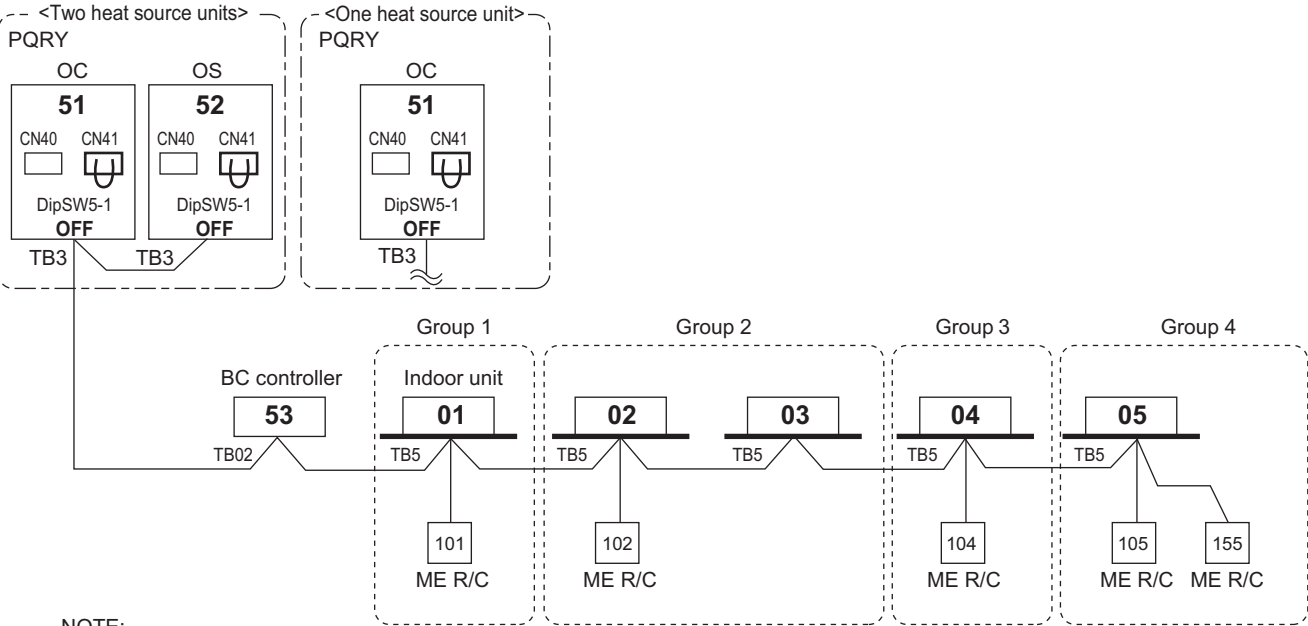 <Two heat source units>
<One heat source unit>
PQRY
PQRY
OC
OS
OC
51
52
51
CN40 CN41
CN40 CN41
CN40 CN41
DipSW5-1
DipSW5-1
DipSW5-1
OFF
OFF
OFF
TB3
TB3
TB3
Group 1
Group 2
Group 3
Group 4
BC controller
Indoor unit
53
01
02
03
04
05
TB02
TB5
TB5
TB5
TB5
TB5
101
102
104
105
155
ME R/C
ME R/C
ME R/C
ME R/C
ME R/C
NOTE: